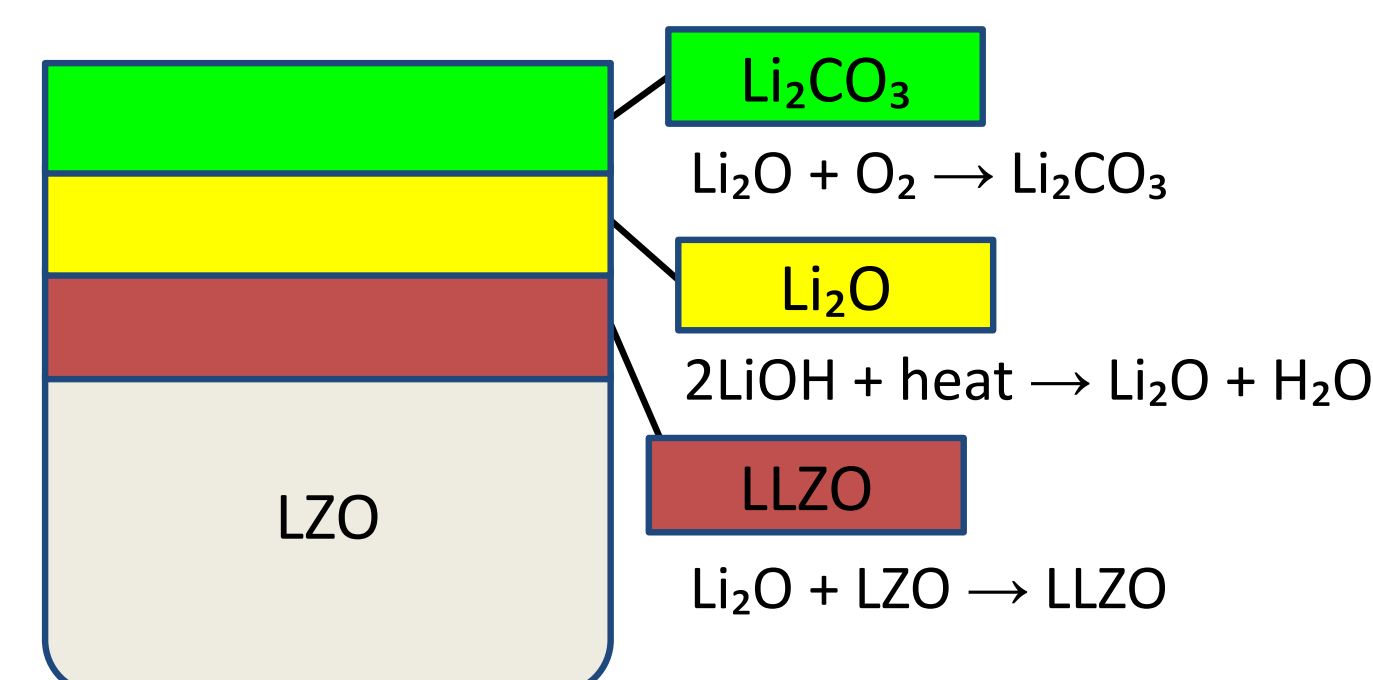 Li₂CO₃
Li₂O + O₂ → Li₂CO₃
Li₂O
2LiOH + heat → Li₂O + H₂O
LLZO
LZO
Li₂O + LZO → LLZO